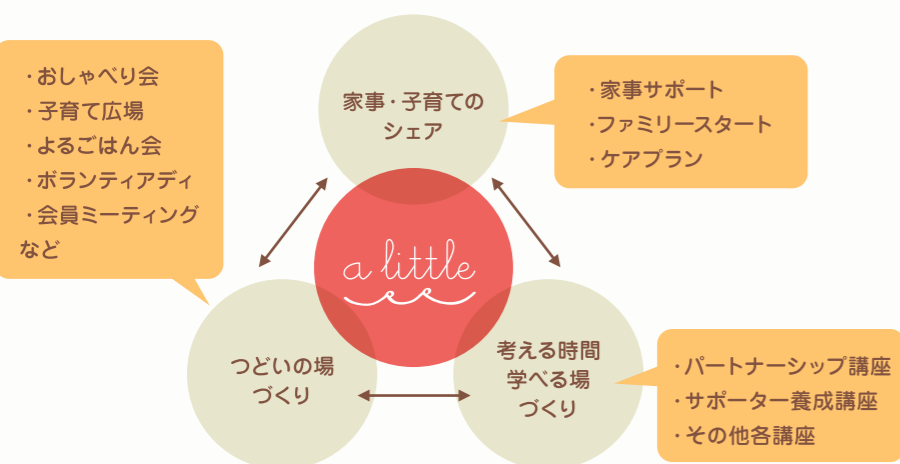 ・おしゃべり会
・子育て広場
・よるごはん会
・ボランティアディ
・会員ミーティング
など
家事・子育ての
シェア
・家事サポート
・ファミリースタート
・ケアプラン
a little
つどいの場
づくり
考える時間
学べる場
づくり
・パートナーシップ講座
・サポーター養成講座
・その他各講座